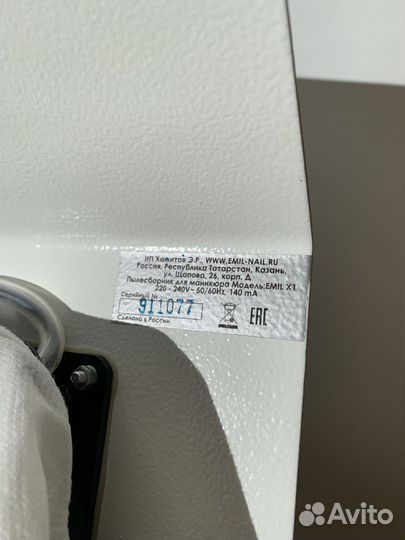 ИП Хамитов Э.Р., WWW.EMIL-NAIL.RU
Россия, Республика Татарстан, Казань,
ул. Щапова, 26, корп. Д
Пылесборник для маникюра Модель:EMIL X1
220 - 240V~ 50/60Hz, 140 mA
Серийный №
911077
Сделано в России
EAC
Avito